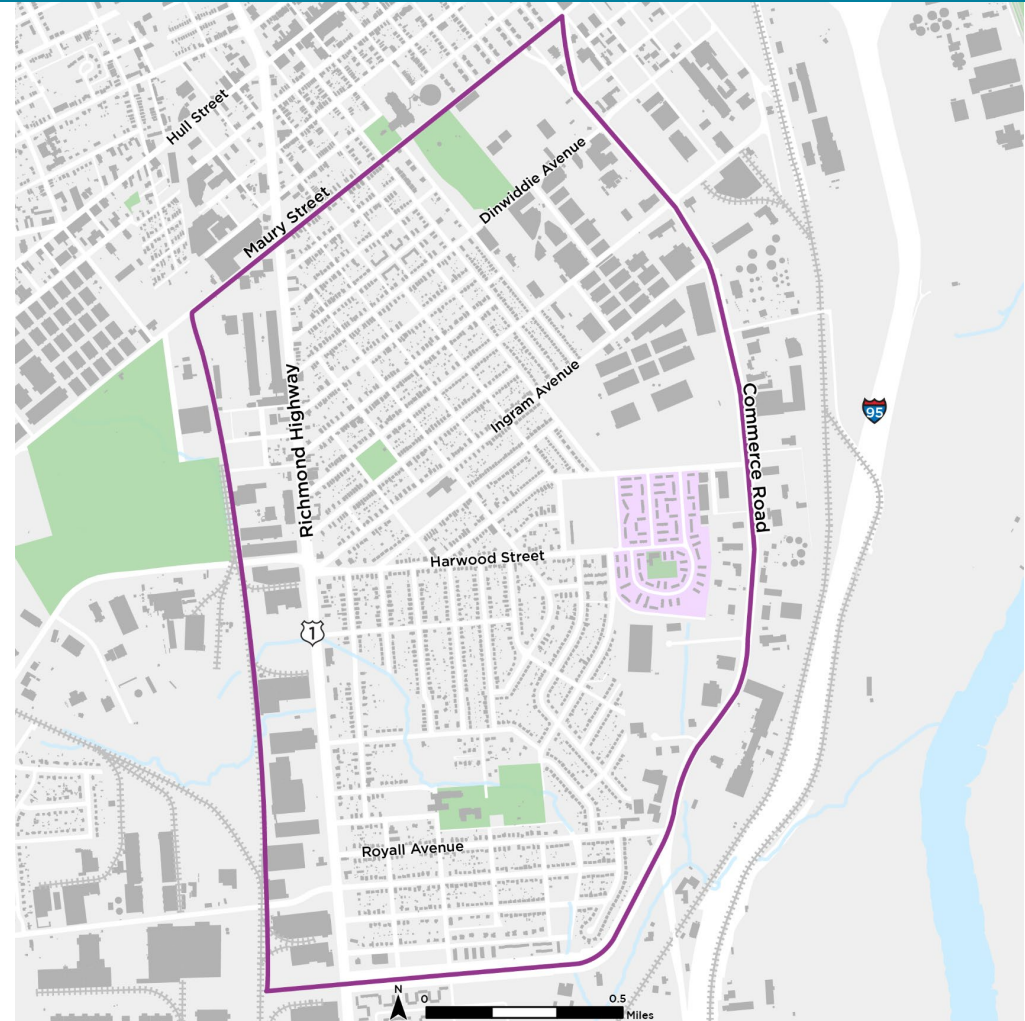 Hull Street
Maury Street
Dinwiddie Avenue
Ingram Avenue
Richmond Highway
Commerce Road
95
Harwood Street
1
Royall Avenue
N
0
0.5
Miles